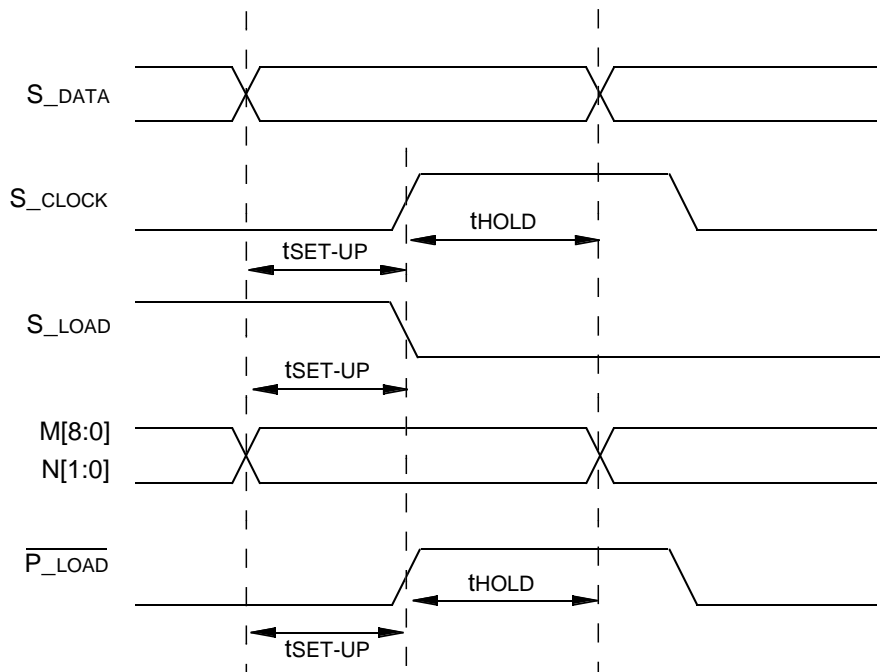 S_DATA
S_CLOCK
tHOLD
tSET-UP
S_LOAD
tSET-UP
M[8:0]
N[1:0]
P_LOAD
tHOLD
tSET-UP